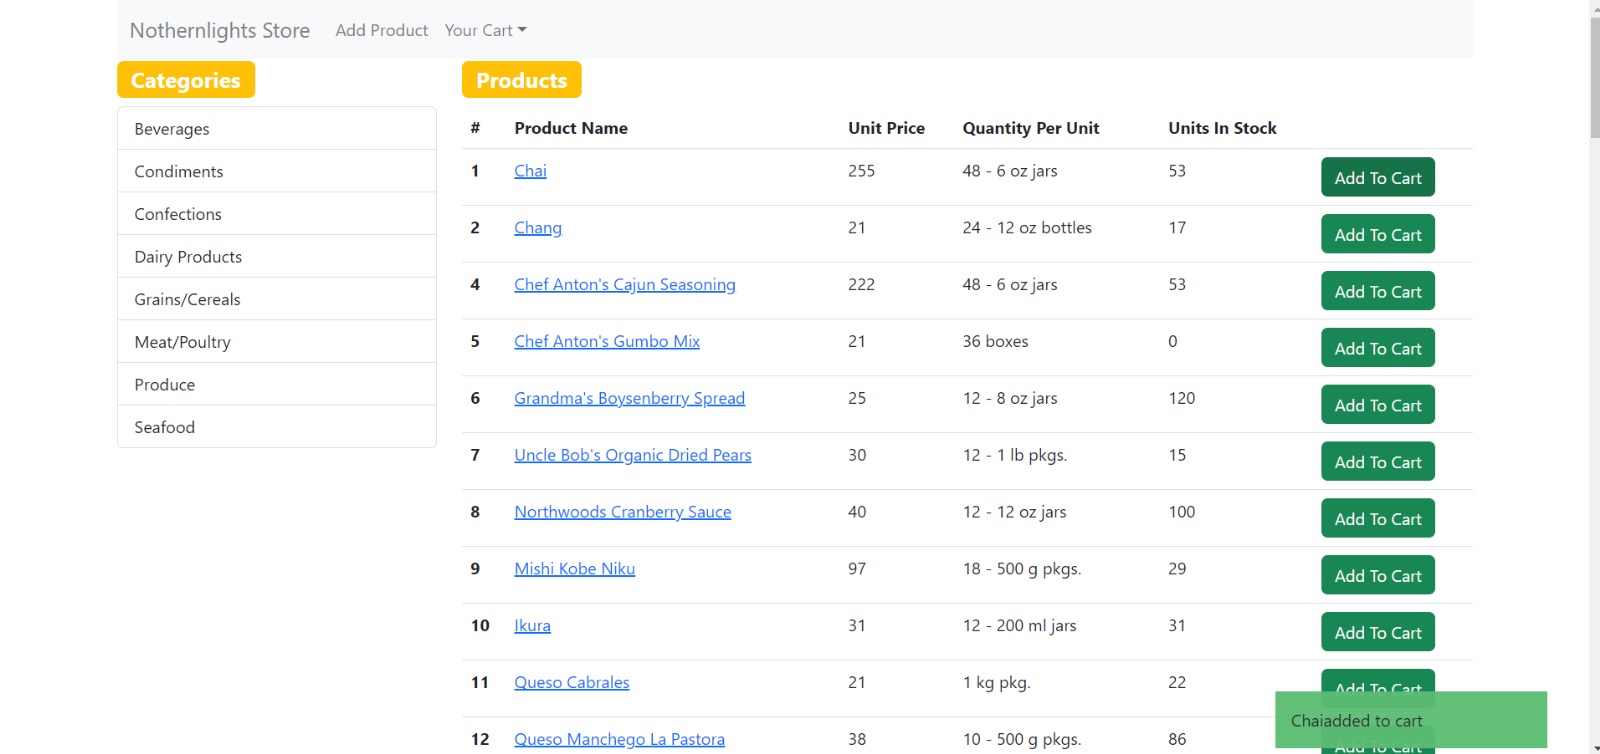 Nothernlights Store Add Product Your Cart
Categories
Beverages
Condiments
Confections
Dairy Products
Grains/Cereals
Meat/Poultry
Produce
Seafood
Products
# Product Name Unit Price Quantity Per Unit Units In Stock
1 Chai 255 48 - 6 oz jars 53 Add To Cart
2 Chang 21 24 - 12 oz bottles 17 Add To Cart
4 Chef Anton's Cajun Seasoning 222 48 - 6 oz jars 53 Add To Cart
5 Chef Anton's Gumbo Mix 21 36 boxes 0 Add To Cart
6 Grandma's Boysenberry Spread 25 12 - 8 oz jars 120 Add To Cart
7 Uncle Bob's Organic Dried Pears 30 12 - 1 lb pkgs. 15 Add To Cart
8 Northwoods Cranberry Sauce 40 12 - 12 oz jars 100 Add To Cart
9 Mishi Kobe Niku 97 18 - 500 g pkgs. 29 Add To Cart
10 Ikura 31 12 - 200 ml jars 31 Add To Cart
11 Queso Cabrales 21 1 kg pkg. 22 Add To Cart
Chaiadded to cart
12 Queso Manchego La Pastora 38 10 - 500 g pkgs. 86 Add To Cart